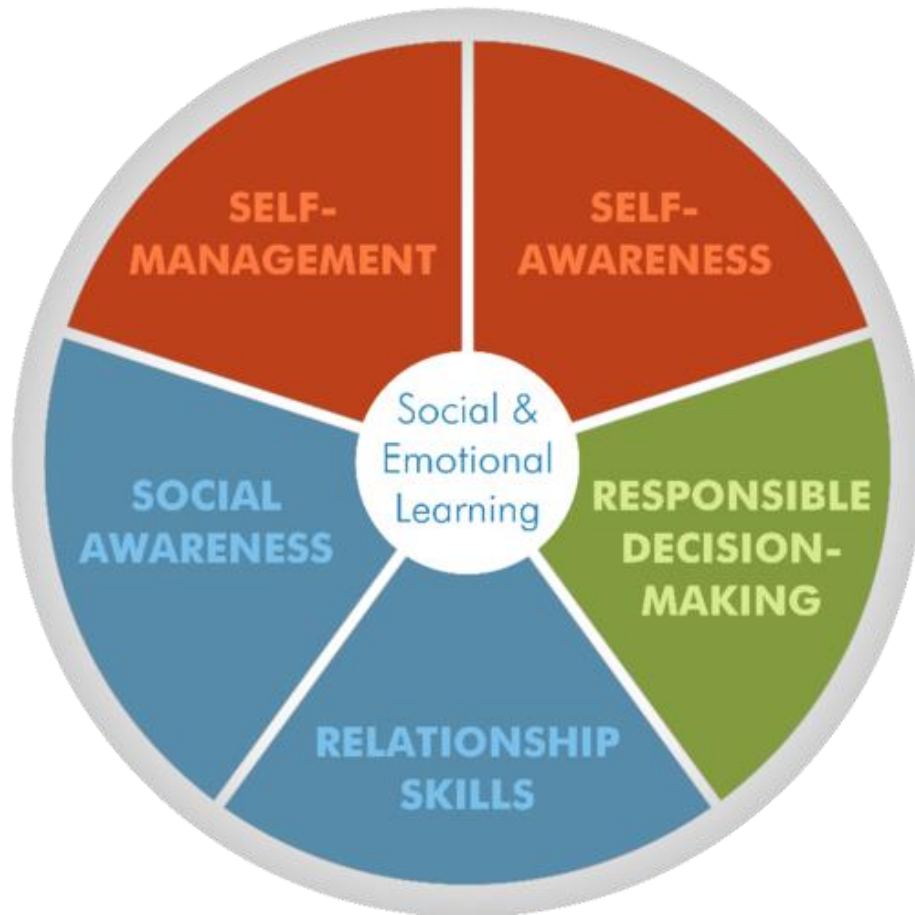 SELF-
MANAGEMENT
SELF-
AWARENESS
Social &
Emotional
Learning
SOCIAL
AWARENESS
RESPONSIBLE
DECISION-
MAKING
RELATIONSHIP
SKILLS